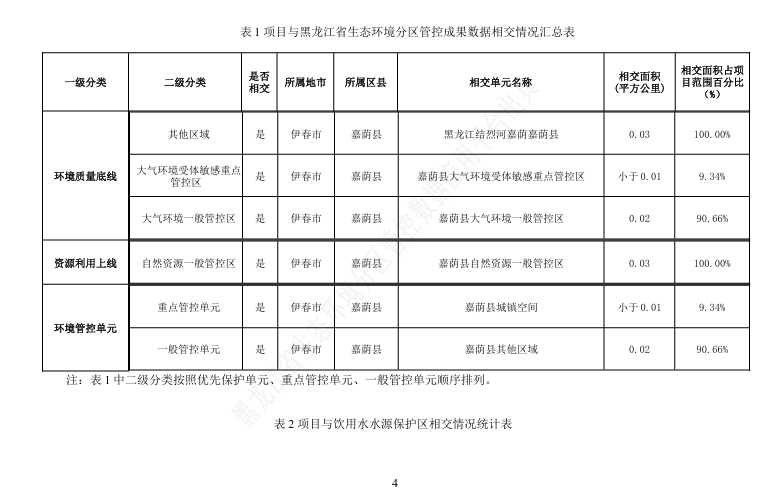 表 1 项目与黑龙江省生态环境分区管控成果数据相交情况汇总表
一级分类 二级分类 是否相交 所属地市 所属区县 相交单元名称 相交面积(平方公里) 相交面积占项目范围百分比(%)
环境质量底线 其他区域 是 伊春市 嘉荫县 黑龙江结烈河嘉荫嘉荫县 0.03 100.00%
大气环境受体敏感重点管控区 是 伊春市 嘉荫县 嘉荫县大气环境受体敏感重点管控区 小于 0.01 9.34%
大气环境一般管控区 是 伊春市 嘉荫县 嘉荫县大气环境一般管控区 0.02 90.66%
资源利用上线 自然资源一般管控区 是 伊春市 嘉荫县 嘉荫县自然资源一般管控区 0.03 100.00%
环境管控单元 重点管控单元 是 伊春市 嘉荫县 嘉荫县城镇空间 小于 0.01 9.34%
一般管控单元 是 伊春市 嘉荫县 嘉荫县其他区域 0.02 90.66%
注：表 1 中二级分类按照优先保护单元、重点管控单元、一般管控单元顺序排列。
表 2 项目与饮用水水源保护区相交情况统计表
4